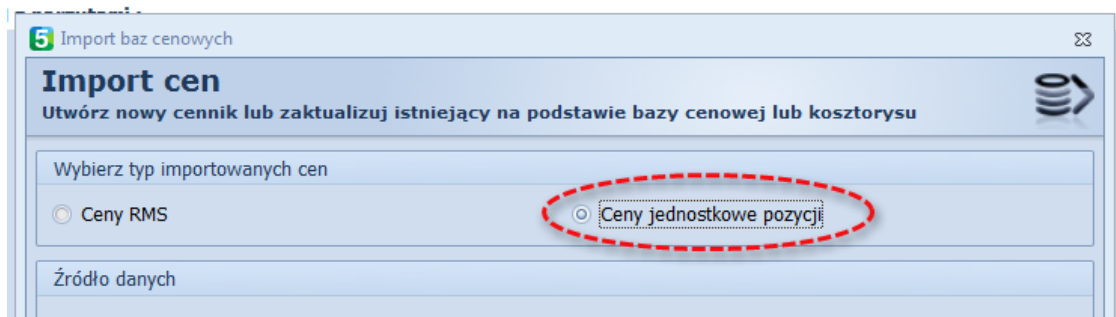 5 Import baz cenowych
Import cen
Utwórz nowy cennik lub zaktualizuj istniejący na podstawie bazy cenowej lub kosztorysu
Wybierz typ importowanych cen
Ceny RMS Ceny jednostkowe pozycji
Źródło danych